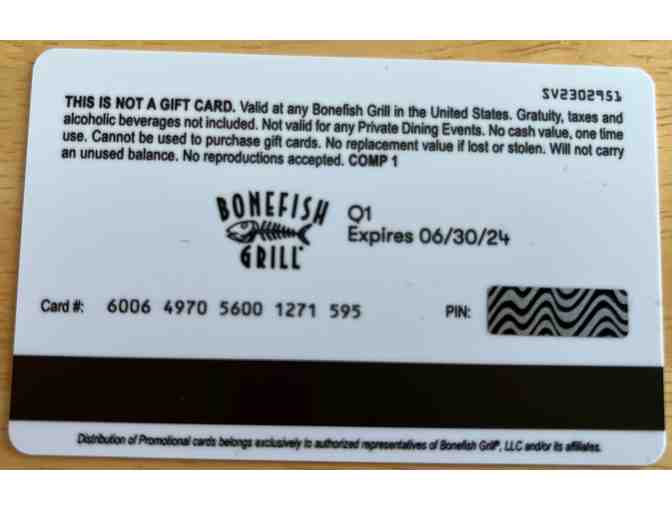 SV2302951
THIS IS NOT A GIFT CARD. Valid at any Bonefish Grill in the United States. Gratuity, taxes and
alcoholic beverages not included. Not valid for any Private Dining Events. No cash value, one time
use. Cannot be used to purchase gift cards. No replacement value if lost or stolen. Will not carry
an unused balance. No reproductions accepted. COMP 1
BONEFISH
GRILL
Q1
Expires 06/30/24
Card #: 6006 4970 5600 1271 595 PIN:
Distribution of Promotional cards belongs exclusively to authorized representatives of Bonefish Grill®, LLC and/or its affiliates.